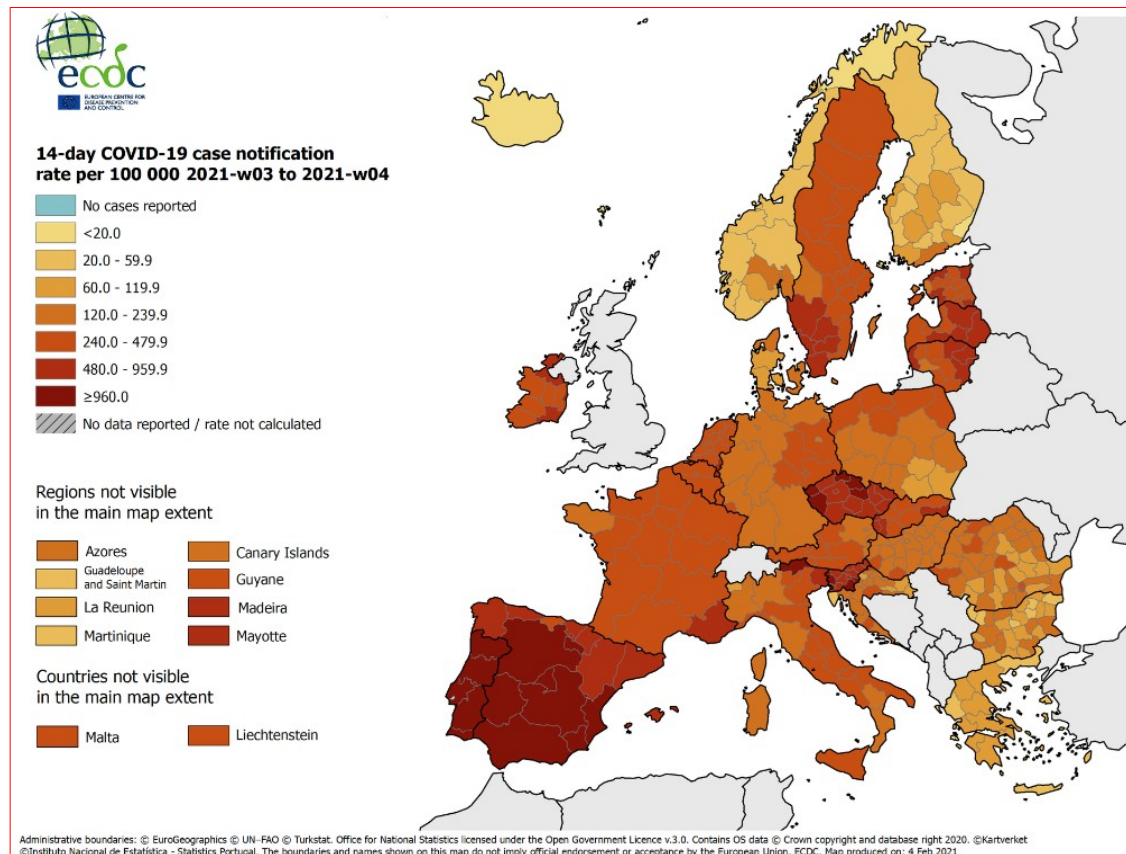 ecdc
EUROPEAN CENTRE FOR
DISEASE PREVENTION
AND CONTROL
14-day COVID-19 case notification
rate per 100 000 2021-w03 to 2021-w04
No cases reported
<20.0
20.0 - 59.9
60.0 - 119.9
120.0 - 239.9
240.0 - 479.9
480.0 - 959.9
≥960.0
No data reported / rate not calculated
Regions not visible
in the main map extent
Azores
Canary Islands
Guadeloupe
and Saint Martin
Guyane
La Reunion
Madeira
Martinique
Mayotte
Countries not visible
in the main map extent
Malta
Liechtenstein
Administrative boundaries: © EuroGeographics © UN–FAO © Turkstat. Office for National Statistics licensed under the Open Government Licence v.3.0. Contains OS data © Crown copyright and database right 2020. ©Kartverket
©Instituto Nacional de Estatística - Statistics Portugal. The boundaries and names shown on this map do not imply official endorsement or acceptance by the European Union. ECDC. Map produced on: 4 Feb 2021